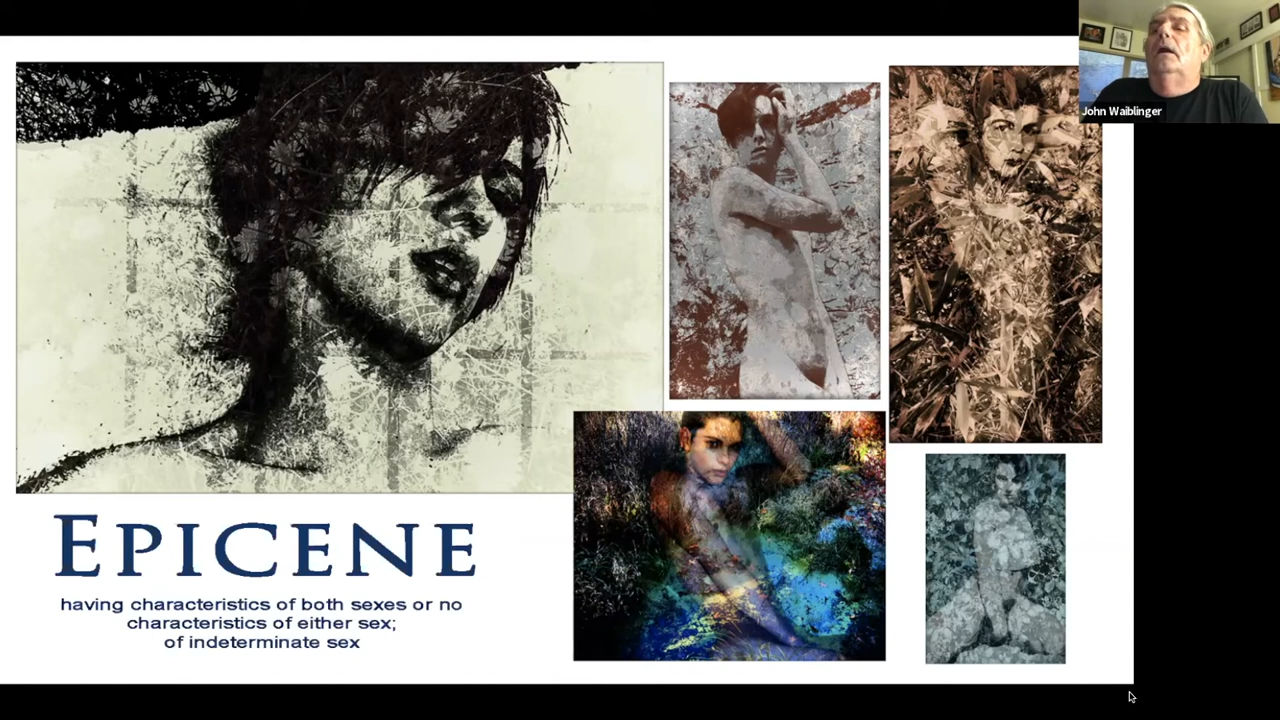 John Waiblinger
EPICENE
having characteristics of both sexes or no
characteristics of either sex;
of indeterminate sex